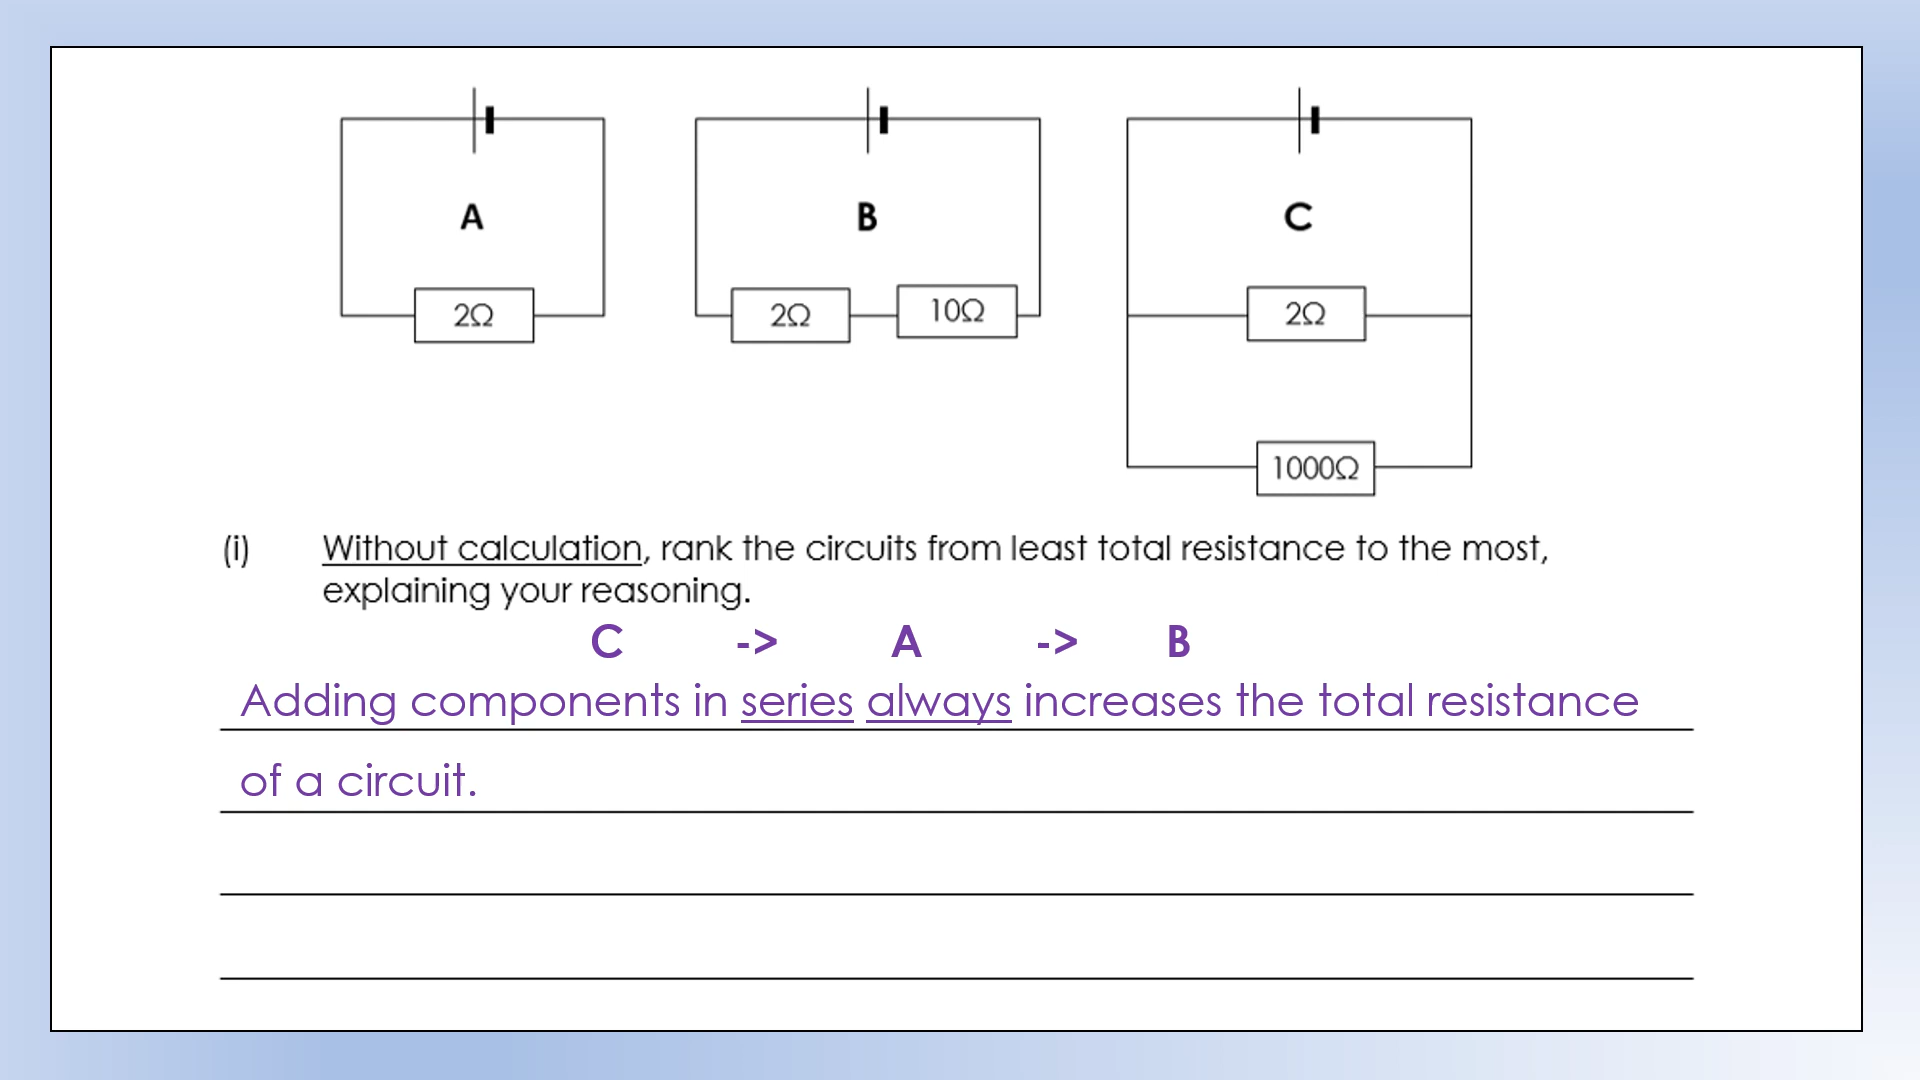 A
B
C
2Ω
2Ω
10Ω
2Ω
1000Ω
(i) Without calculation, rank the circuits from least total resistance to the most,
explaining your reasoning.
C -> A -> B
Adding components in series always increases the total resistance
of a circuit.